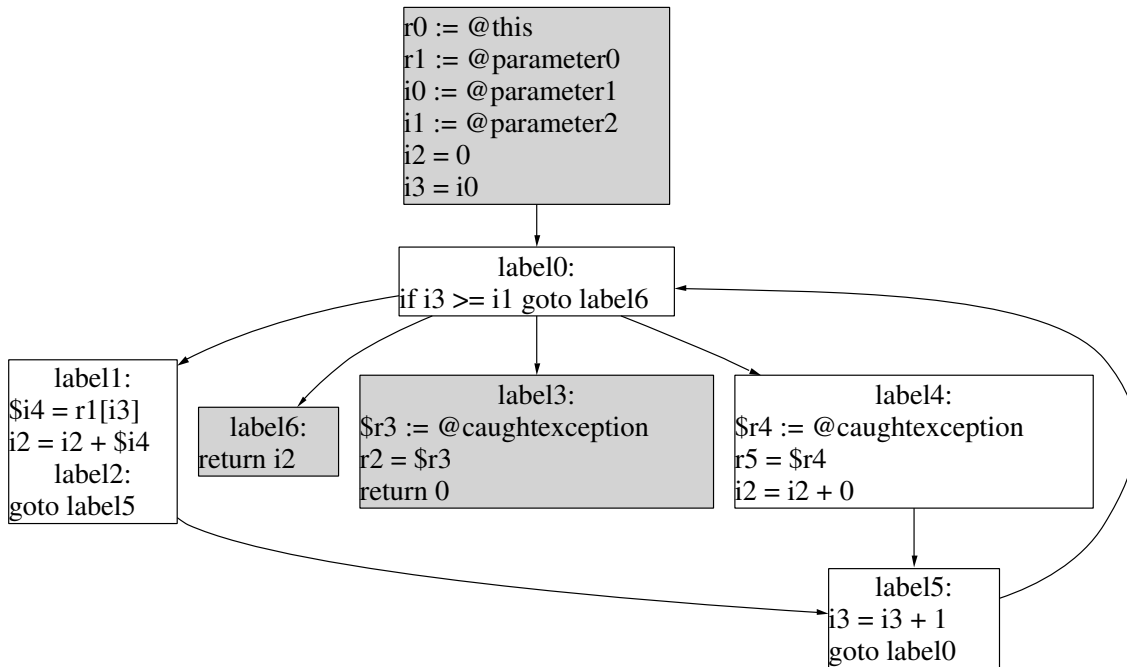 r0 := @this
r1 := @parameter0
i0 := @parameter1
i1 := @parameter2
i2 = 0
i3 = i0
label0:
if i3 >= i1 goto label6
label1:
$i4 = r1[i3]
i2 = i2 + $i4
label2:
goto label5
label6:
return i2
label3:
$r3 := @caughtexception
r2 = $r3
return 0
label4:
$r4 := @caughtexception
r5 = $r4
i2 = i2 + 0
label5:
i3 = i3 + 1
goto label0